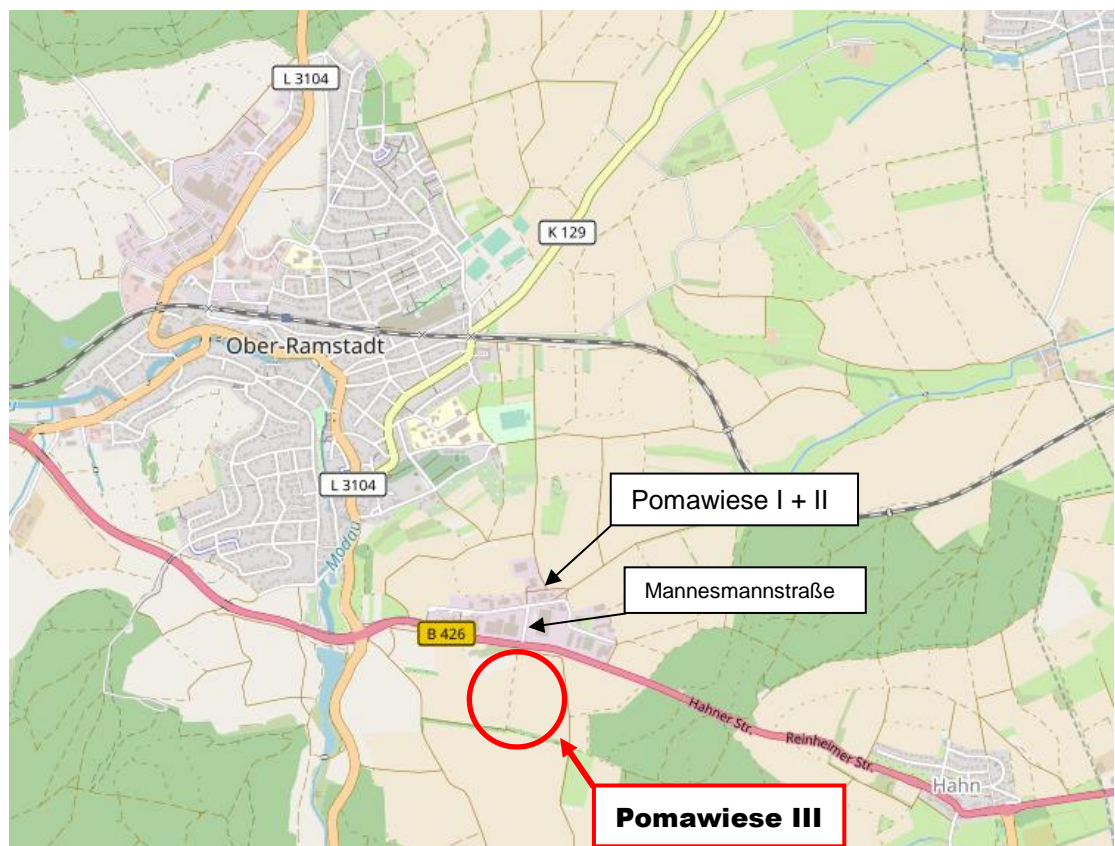 L 3104
K 129
Ober-Ramstadt
L 3104
Pomawiese I + II
Modau
Mannesmannstraße
B 426
Hahner Str.
Reinheimer Str.
Hahn
Pomawiese III